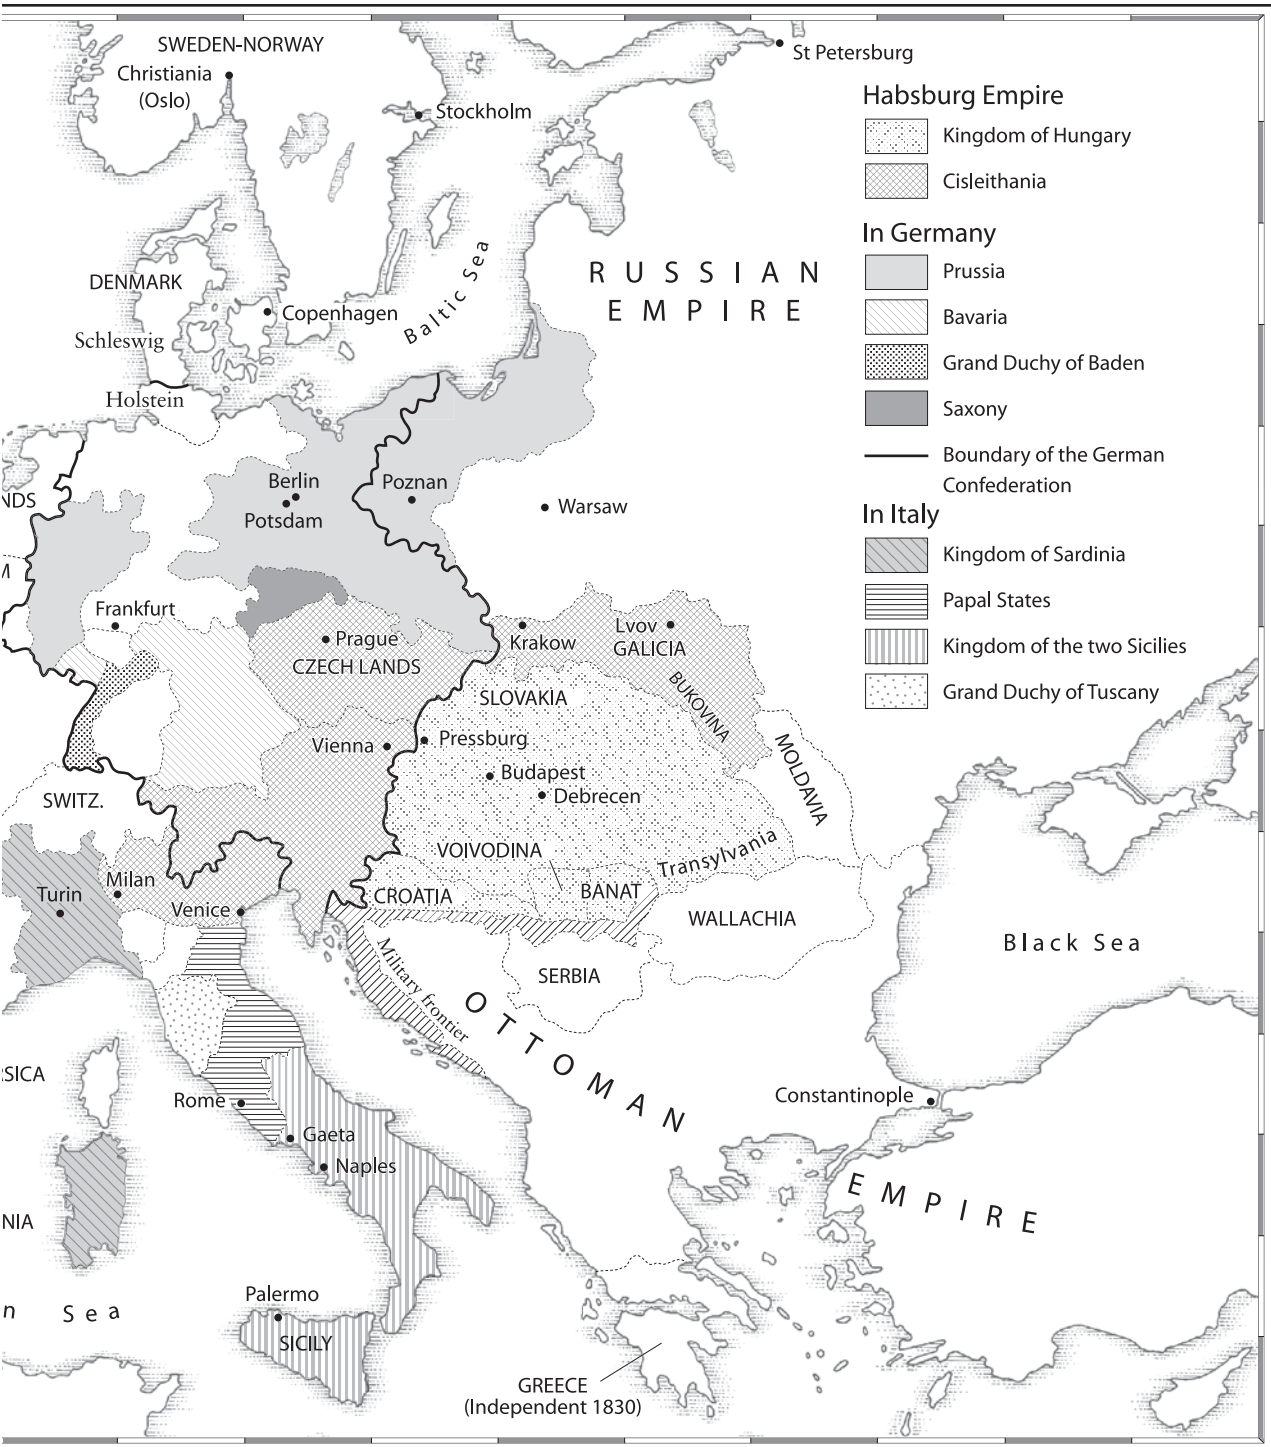 SWEDEN-NORWAY
Christiania
(Oslo)
Stockholm
St Petersburg
Habsburg Empire
Kingdom of Hungary
Cisleithania
In Germany
Prussia
Bavaria
Grand Duchy of Baden
Saxony
Boundary of the German
Confederation
In Italy
Kingdom of Sardinia
Papal States
Kingdom of the two Sicilies
Grand Duchy of Tuscany
RUSSIAN
EMPIRE
Baltic Sea
DENMARK
Copenhagen
Schleswig
Holstein
NDS
Berlin
Potsdam
Poznan
Warsaw
M
Frankfurt
Prague
CZECH LANDS
Krakow
Lvov
GALICIA
BUKOVINA
SLOVAKIA
Vienna
Pressburg
Budapest
Debrecen
MOLDAVIA
SWITZ.
VOIVODINA
Transylvania
Turin
Milan
Venice
CROATIA
BANAT
WALLACHIA
Black Sea
SERBIA
Military frontier
OTTOMAN
EMPIRE
RSICA
Rome
Gaeta
Naples
Constantinople
NIA
n Sea
Palermo
SICILY
GREECE
(Independent 1830)